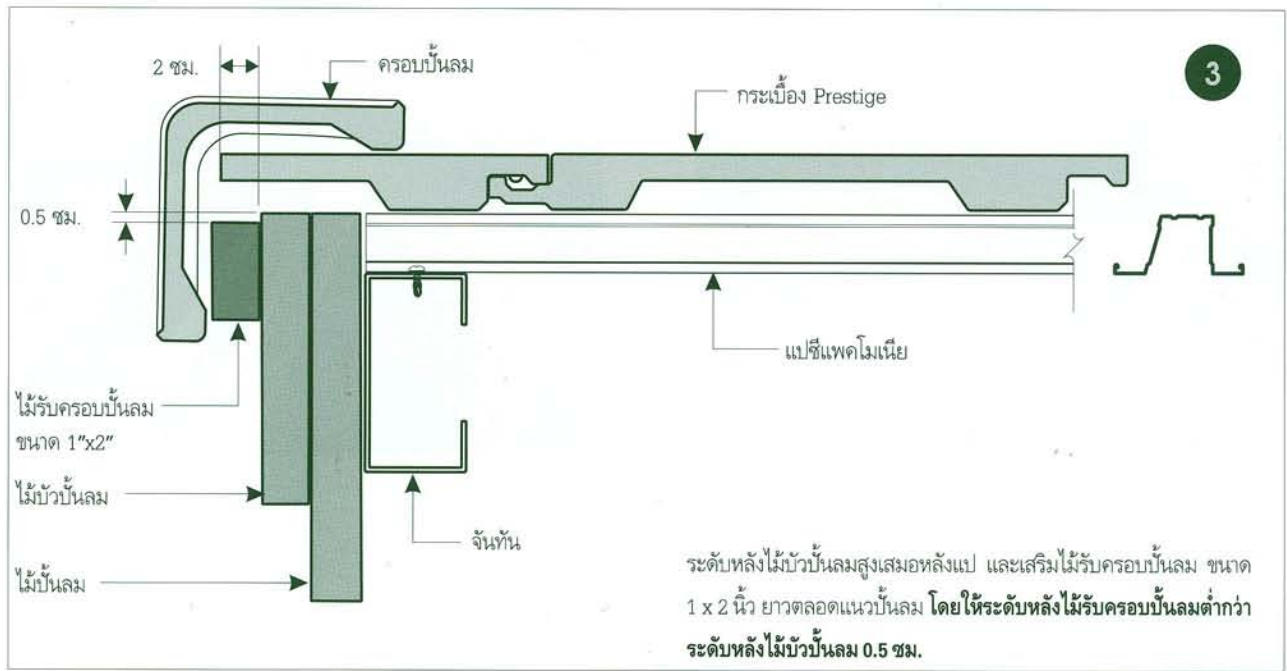 2 ซม.
ครอบปั้นลม
กระเบื้อง Prestige
3
0.5 ซม.
แปซีแพคโมเนีย
ไม้รับครอบปั้นลม
ขนาด 1"x2"
ไม้บัวปั้นลม
จันทัน
ไม้ปั้นลม
ระดับหลังไม้บัวปั้นลมสูงเสมอหลังแป และเสริมไม้รับครอบปั้นลม ขนาด
1 x 2 นิ้ว ยาวตลอดแนวปั้นลม โดยให้ระดับหลังไม้รับครอบปั้นลมต่ำกว่า
ระดับหลังไม้บัวปั้นลม 0.5 ซม.